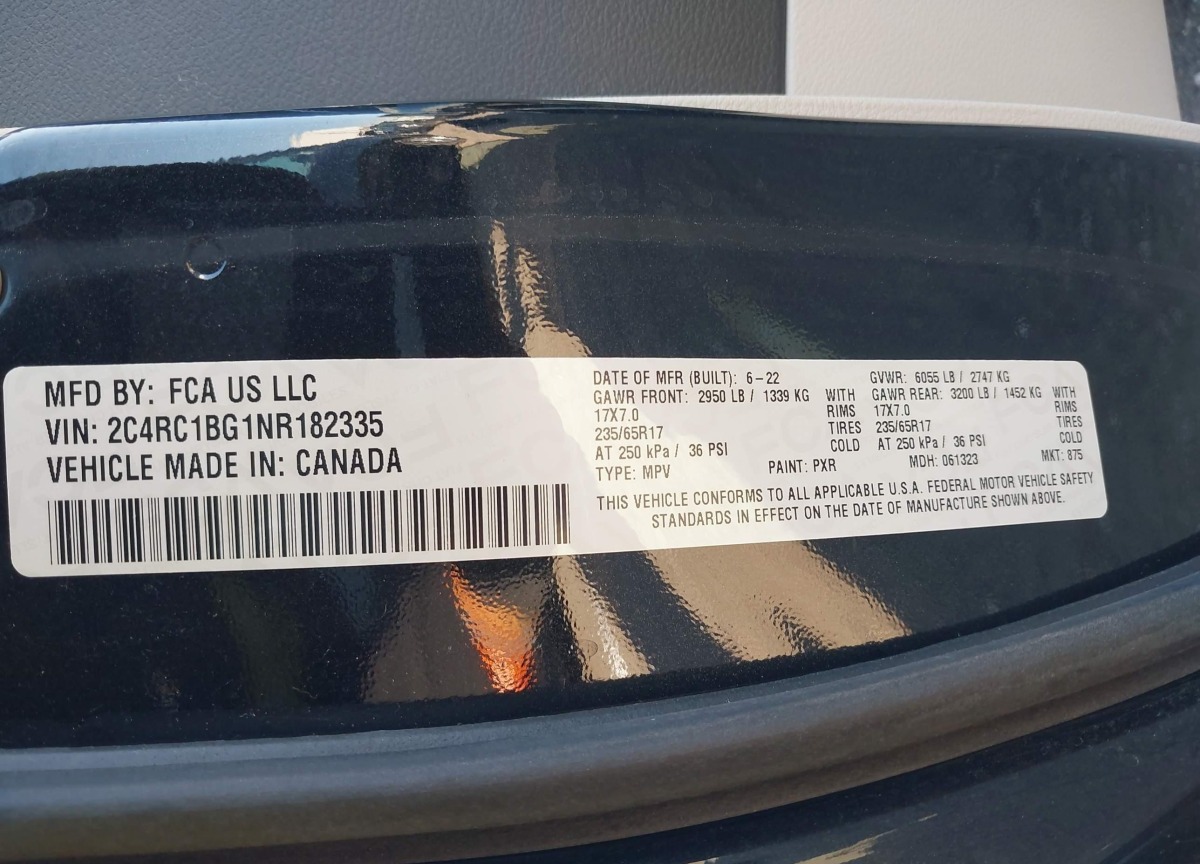 MFD BY: FCA US LLC
VIN: 2C4RC1BG1NR182335
VEHICLE MADE IN: CANADA
DATE OF MFR (BUILT): 6-22 GVWR: 6055 LB / 2747 KG
GAWR FRONT: 2950 LB / 1339 KG WITH GAWR REAR: 3200 LB / 1452 KG WITH
17X7.0 RIMS 17X7.0 RIMS
235/65R17 TIRES 235/65R17 TIRES
AT 250 kPa / 36 PSI COLD AT 250 kPa / 36 PSI COLD
TYPE: MPV PAINT: PXR MDH: 061323 MKT: 875
THIS VEHICLE CONFORMS TO ALL APPLICABLE U.S.A. FEDERAL MOTOR VEHICLE SAFETY
STANDARDS IN EFFECT ON THE DATE OF MANUFACTURE SHOWN ABOVE.